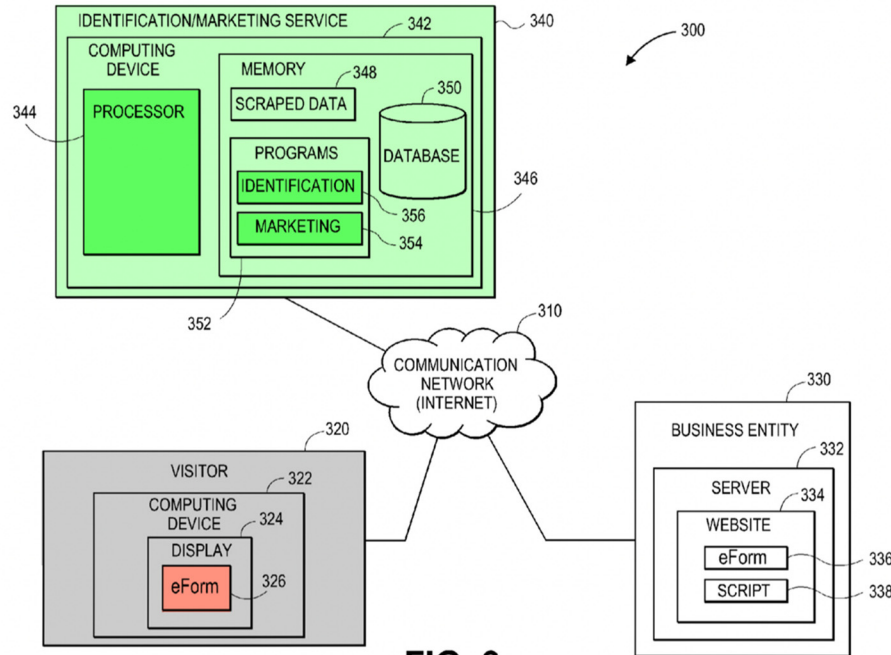 IDENTIFICATION/MARKETING SERVICE
340
342
300
COMPUTING
DEVICE
MEMORY
348
350
344
PROCESSOR
SCRAPED DATA
DATABASE
PROGRAMS
346
IDENTIFICATION
356
MARKETING
354
352
310
COMMUNICATION
NETWORK
(INTERNET)
320
VISITOR
322
COMPUTING
DEVICE
324
DISPLAY
eForm
326
330
BUSINESS ENTITY
332
SERVER
334
WEBSITE
eForm
336
SCRIPT
338